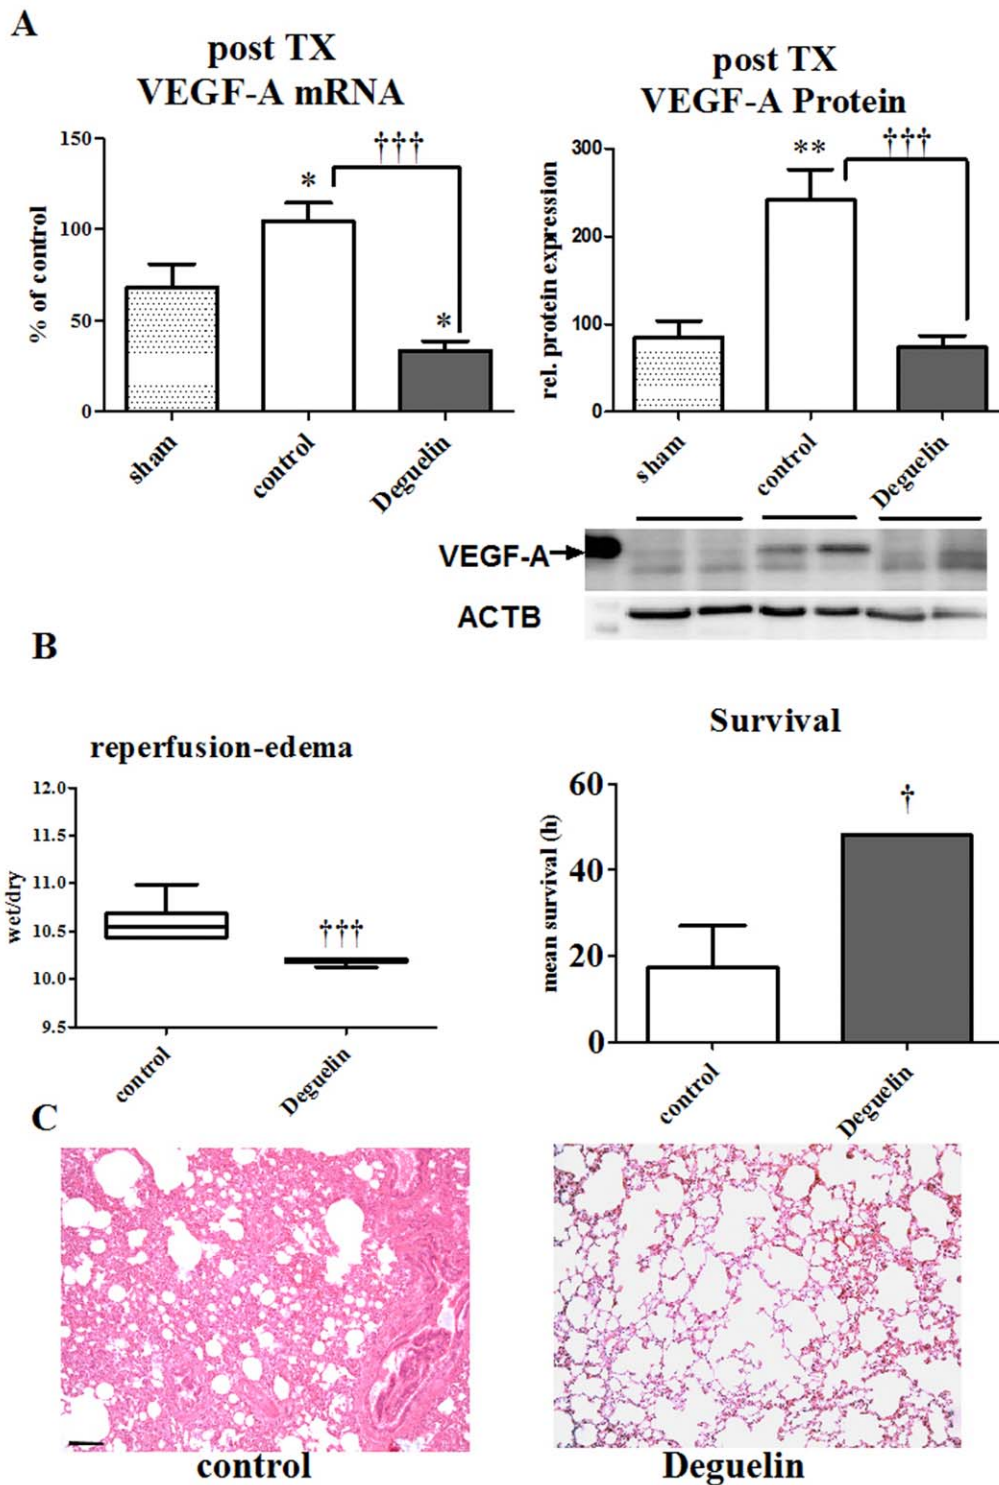 A
post TX
VEGF-A mRNA
% of control
150
100
50
0
*
†††
*
sham
control
Deguelin
post TX
VEGF-A Protein
rel. protein expression
300
200
100
0
**
†††
sham
control
Deguelin
VEGF-A
ACTB
B
reperfusion-edema
wet/dry
12.0
11.5
11.0
10.5
10.0
9.5
†††
control
Deguelin
Survival
mean survival (h)
60
40
20
0
†
control
Deguelin
C
control
Deguelin